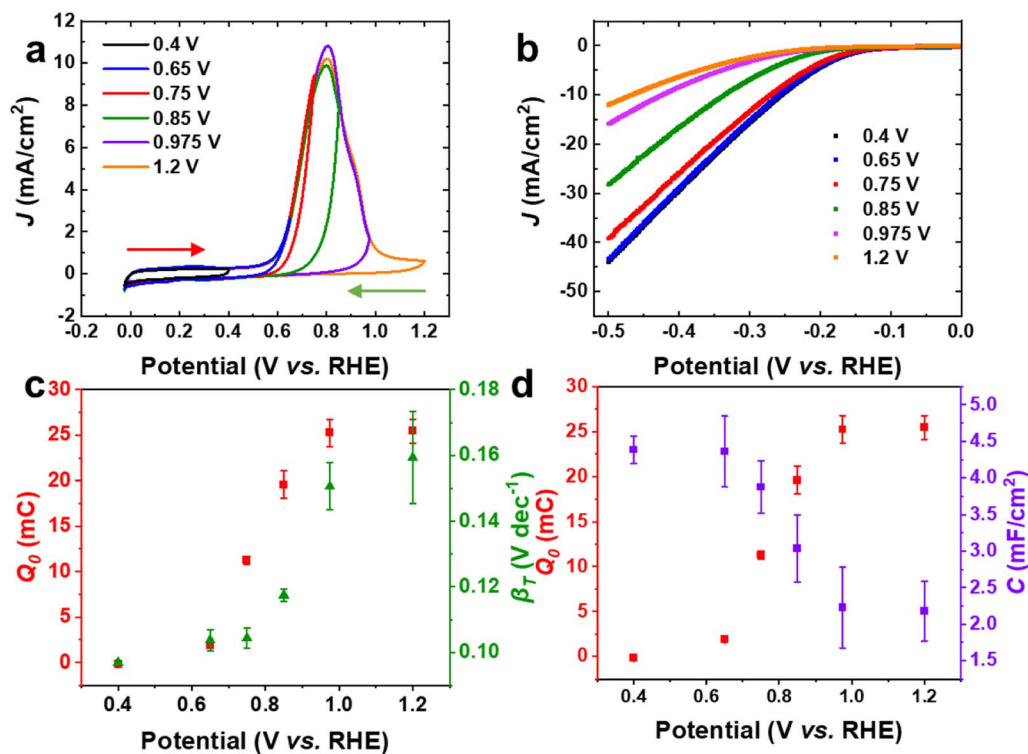 a
0.4 V
0.65 V
0.75 V
0.85 V
0.975 V
1.2 V
12
10
8
6
4
2
0
-2
J (mA/cm2)
-0.2 0.0 0.2 0.4 0.6 0.8 1.0 1.2
Potential (V vs. RHE)
b
0
-10
-20
-30
-40
-50
J (mA/cm2)
0.4 V
0.65 V
0.75 V
0.85 V
0.975 V
1.2 V
-0.5 -0.4 -0.3 -0.2 -0.1 0.0
Potential (V vs. RHE)
c
30
25
20
15
10
5
0
Q0 (mC)
0.18
0.16
0.14
0.12
0.10
βT (V dec-1)
0.4 0.6 0.8 1.0 1.2
Potential (V vs. RHE)
d
30
25
20
15
10
5
0
Q0 (mC)
5.0
4.5
4.0
3.5
3.0
2.5
2.0
1.5
C (mF/cm2)
0.4 0.6 0.8 1.0 1.2
Potential (V vs. RHE)